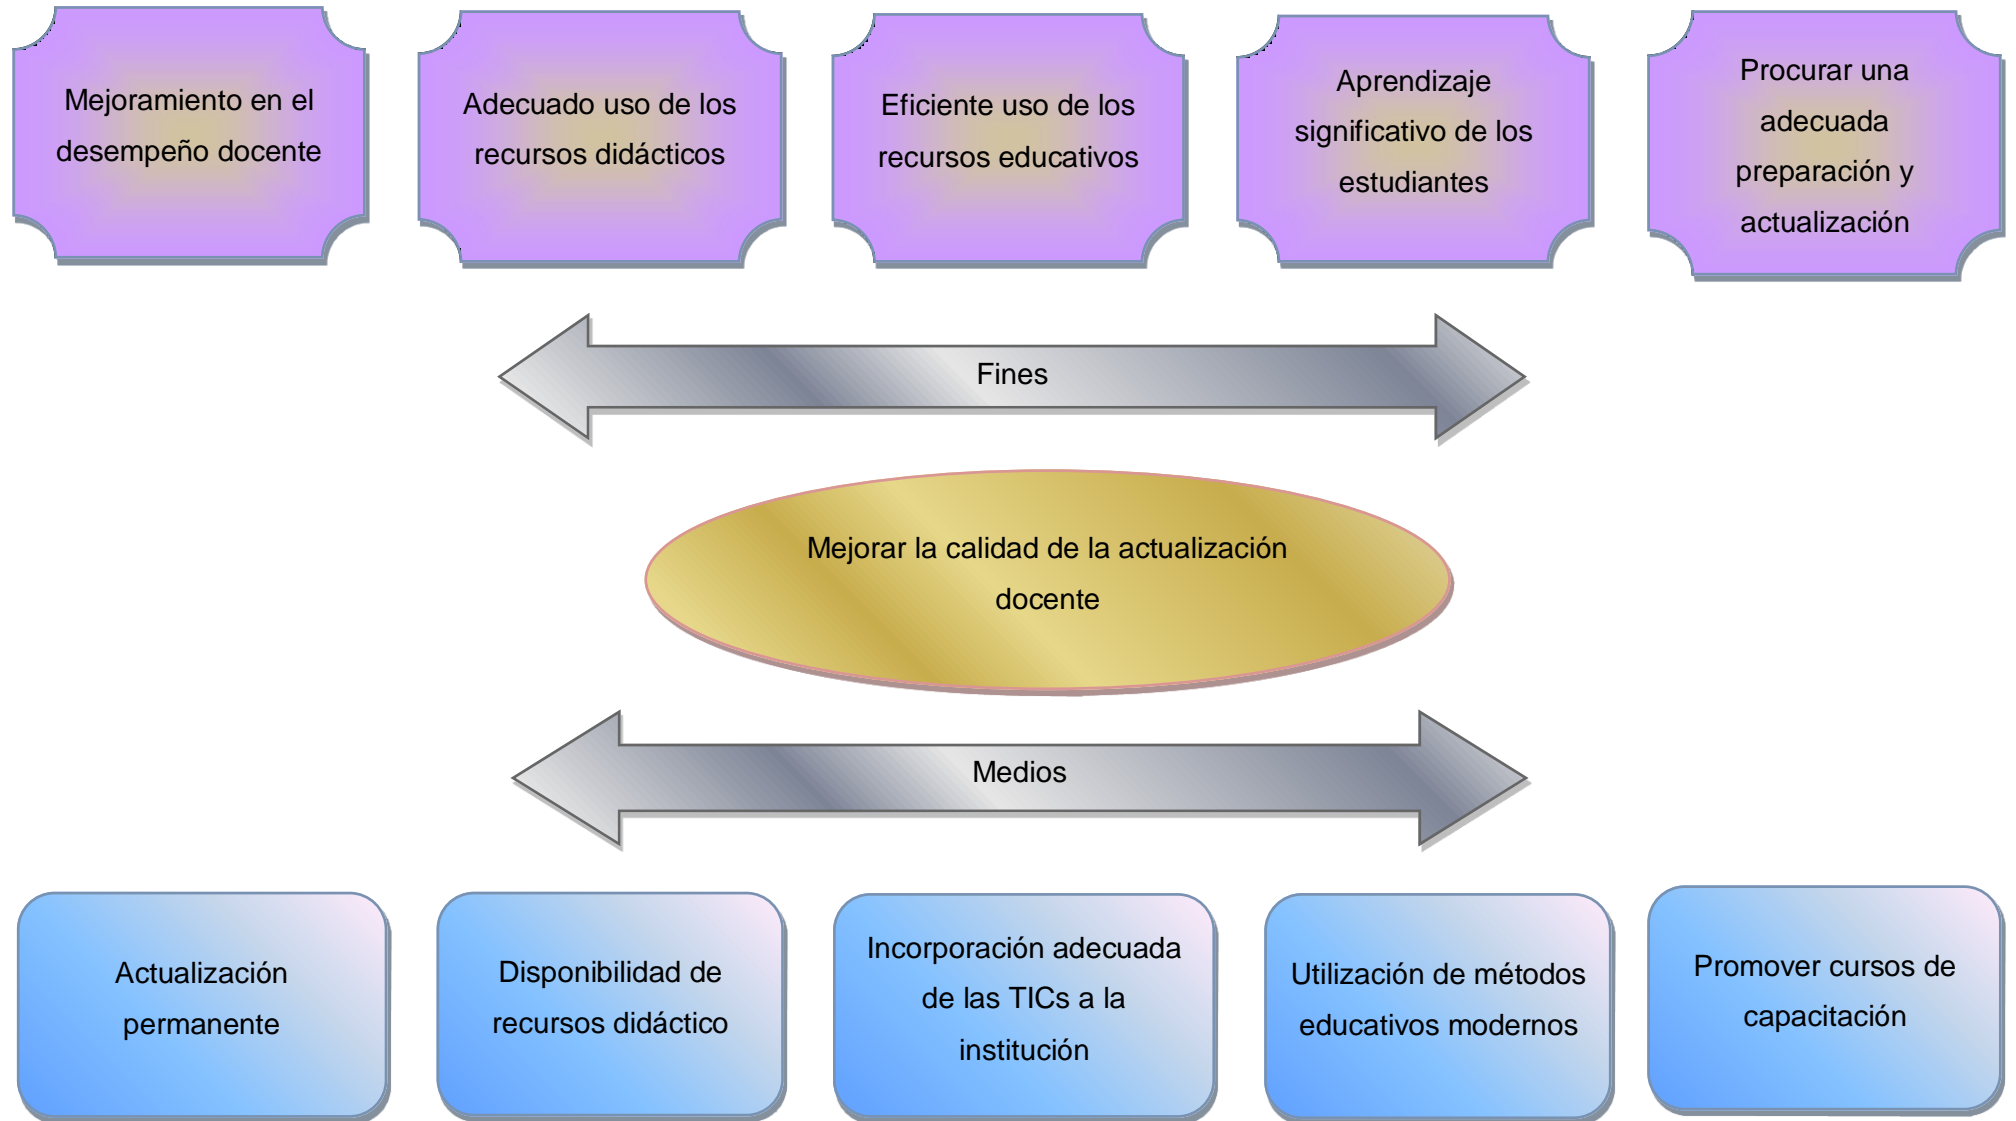 Mejoramiento en el
desempeño docente
Adecuado uso de los
recursos didácticos
Eficiente uso de los
recursos educativos
Aprendizaje
significativo de los
estudiantes
Procurar una
adecuada
preparación y
actualización
Fines
Mejorar la calidad de la actualización
docente
Medios
Actualización
permanente
Disponibilidad de
recursos didáctico
Incorporación adecuada
de las TICs a la
institución
Utilización de métodos
educativos modernos
Promover cursos de
capacitación